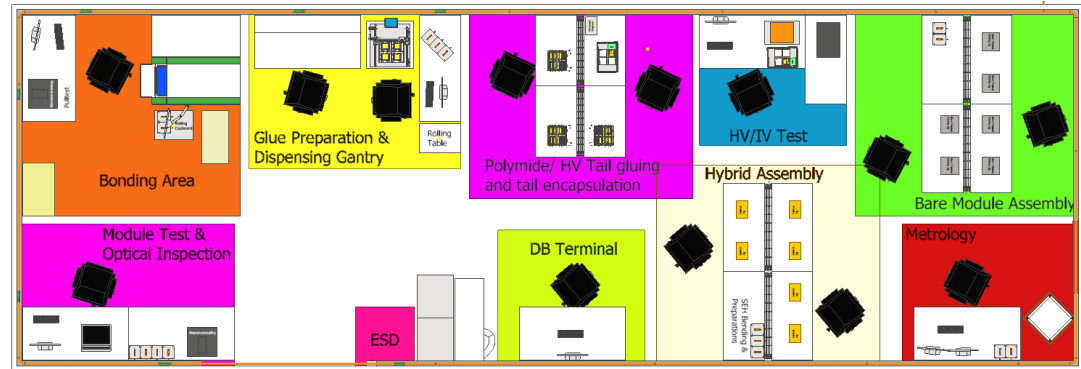 Pulltest
Rolling
Cupboard
Bonding Area
Glue Preparation &
Dispensing Gantry
Rolling
Table
Polymide/ HV Tail gluing
and tail encapsulation
HV/IV Test
Hybrid Assembly
Bare Module Assembly
Module Test &
Optical Inspection
ESD
DB Terminal
SEH Bending &
Preparations
Metrology